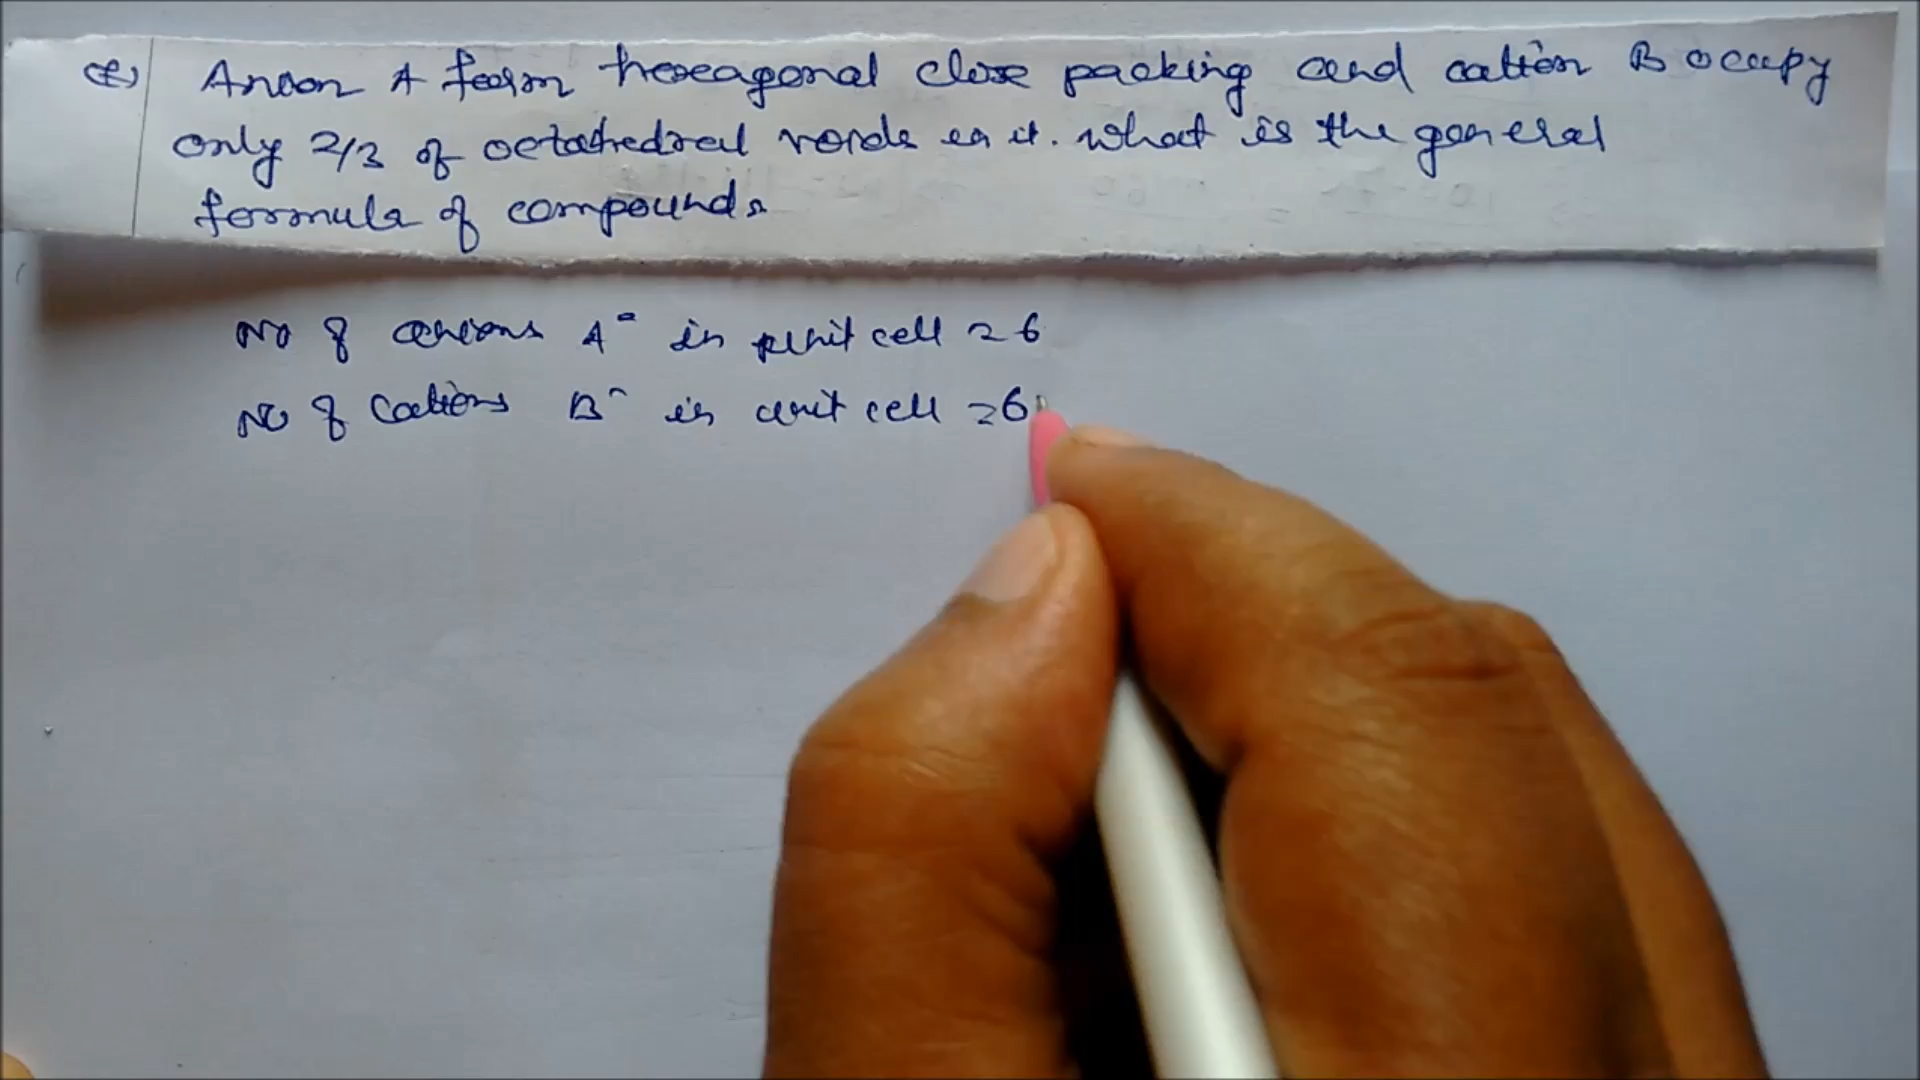 Q) Anion A form hexagonal close packing and cation B occupy
only 2/3 of octahedral voids in it. what is the general
formula of compounds
No of anions A⁻ in unit cell = 6
No of cations B⁻ in unit cell = 6